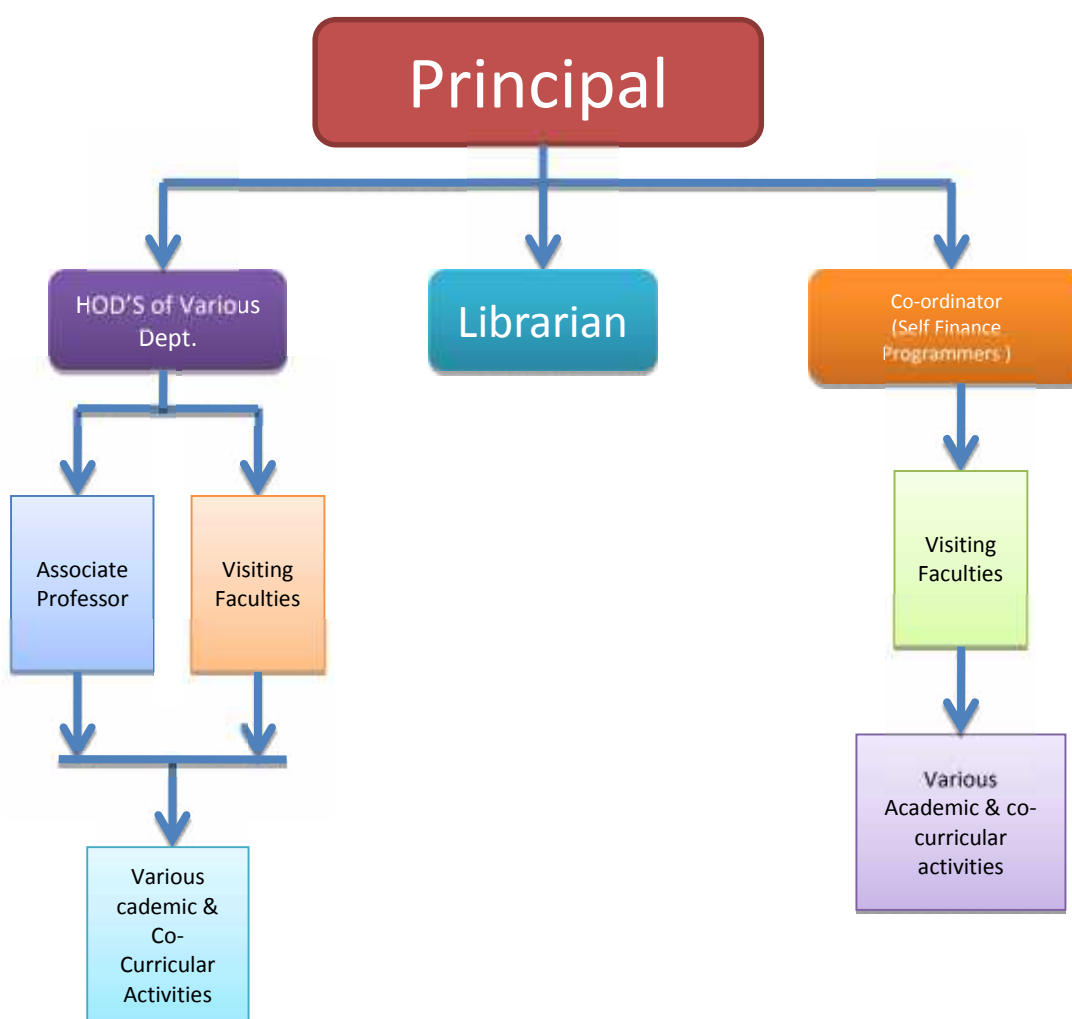 Principal
HOD'S of Various
Dept.
Librarian
Co-ordinator
(Self Finance
Programmers )
Associate
Professor
Visiting
Faculties
Visiting
Faculties
Various
Academic & co-
curricular
activities
Various
cademic &
Co-
Curricular
Activities